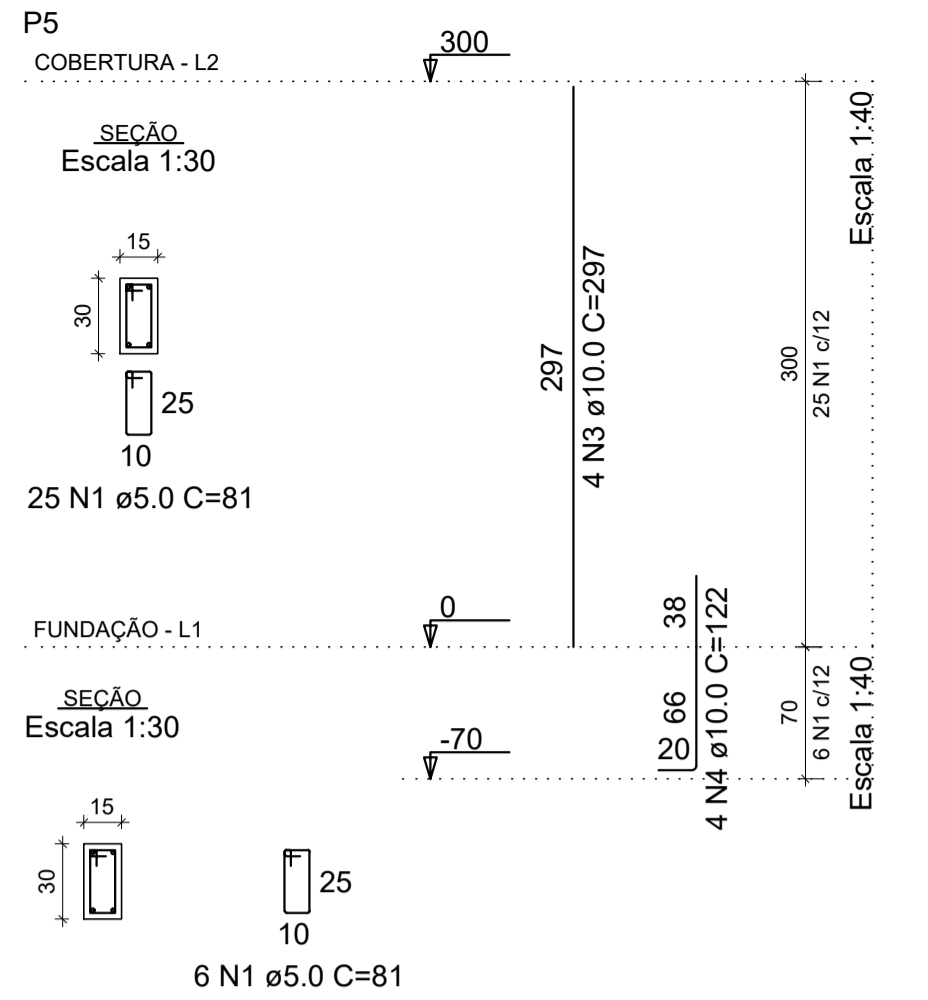 P5
COBERTURA - L2
300
SEÇÃO
Escala 1:30
Escala 1:40
15
30
25
10
25 N1 ø5.0 C=81
297
4 N3 ø10.0 C=297
300
25 N1 c/12
FUNDAÇÃO - L1
0
SEÇÃO
Escala 1:30
-70
38
66
20
4 N4 ø10.0 C=122
70
6 N1 c/12
Escala 1:40
15
30
25
10
6 N1 ø5.0 C=81